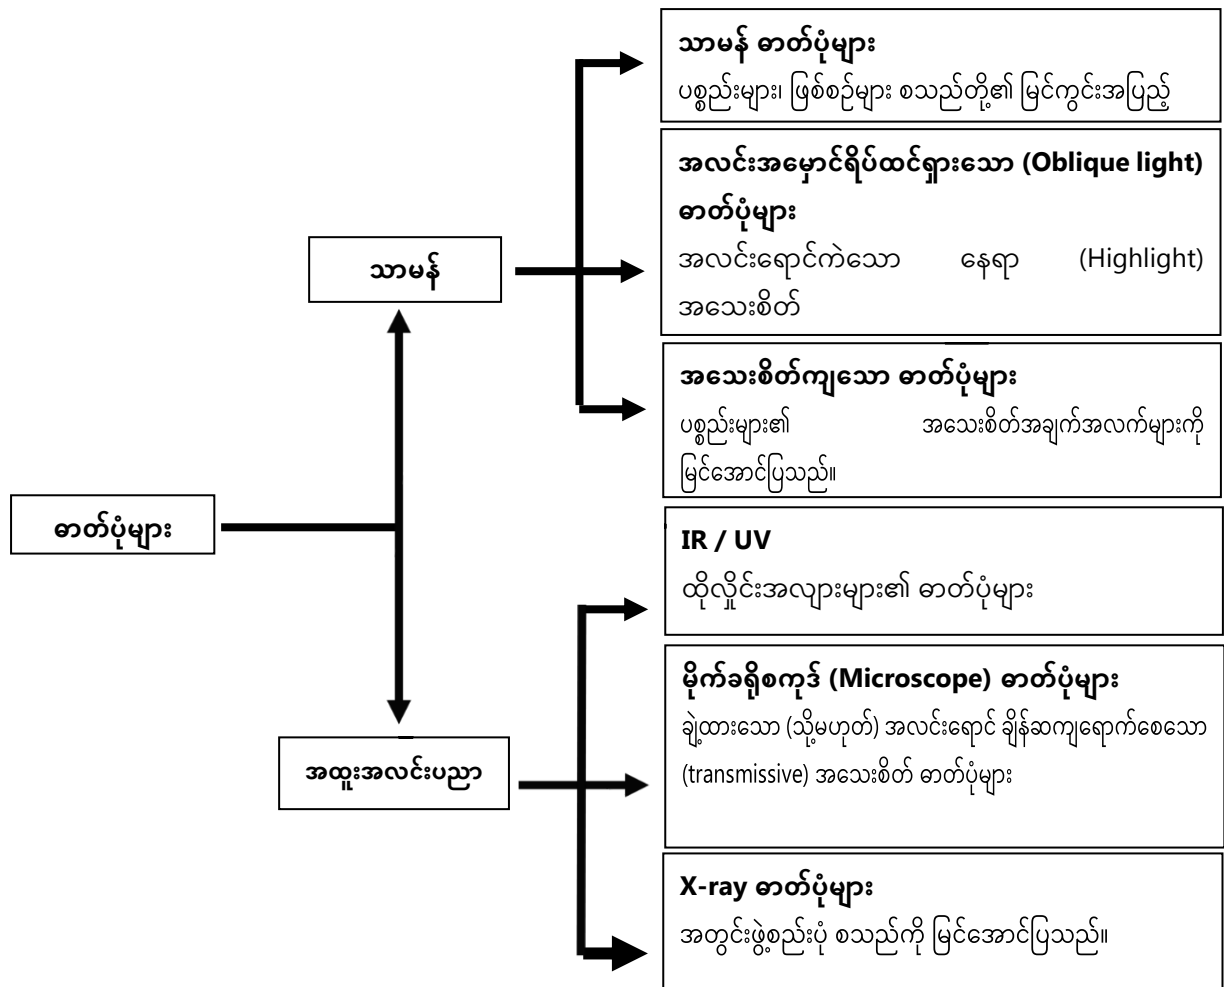 သာမန် ဓာတ်ပုံများ
ပစ္စည်းများ၊ ဖြစ်စဉ်များ စသည်တို့၏ မြင်ကွင်းအပြည့်
အလင်းအမှောင်ရိပ်ထင်ရှားသော (Oblique light)
ဓာတ်ပုံများ
အလင်းရောင်ကဲသော နေရာ (Highlight)
အသေးစိတ်
သာမန်
အသေးစိတ်ကျသော ဓာတ်ပုံများ
ပစ္စည်းများ၏ အသေးစိတ်အချက်အလက်များကို
မြင်အောင်ပြသည်။
ဓာတ်ပုံများ
IR / UV
ထိုလှိုင်းအလျားများ၏ ဓာတ်ပုံများ
မိုက်ခရိုစကုဒ် (Microscope) ဓာတ်ပုံများ
ချဲ့ထားသော (သို့မဟုတ်) အလင်းရောင် ချိန်ဆကျရောက်စေသော
(transmissive) အသေးစိတ် ဓာတ်ပုံများ
အထူးအလင်းပညာ
X-ray ဓာတ်ပုံများ
အတွင်းဖွဲ့စည်းပုံ စသည်ကို မြင်အောင်ပြသည်။